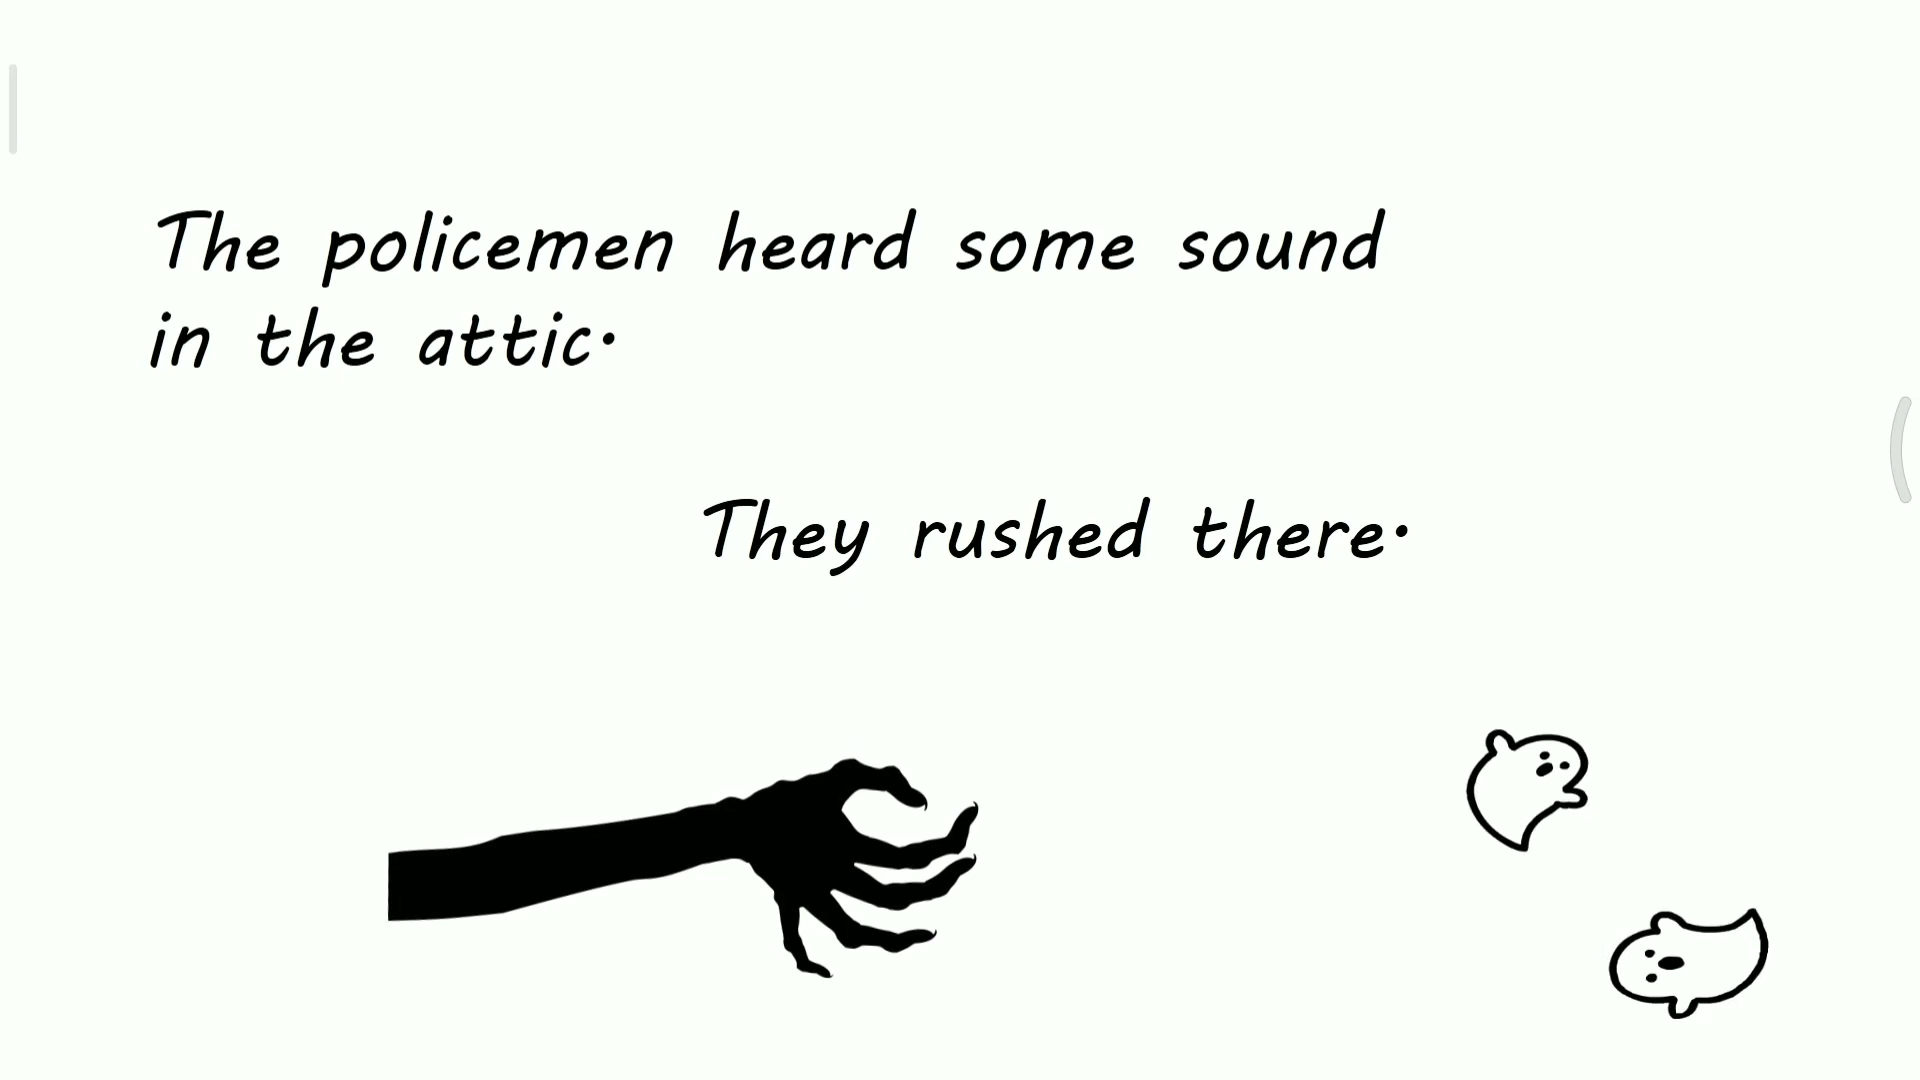 The policemen heard some sound
in the attic.
They rushed there.